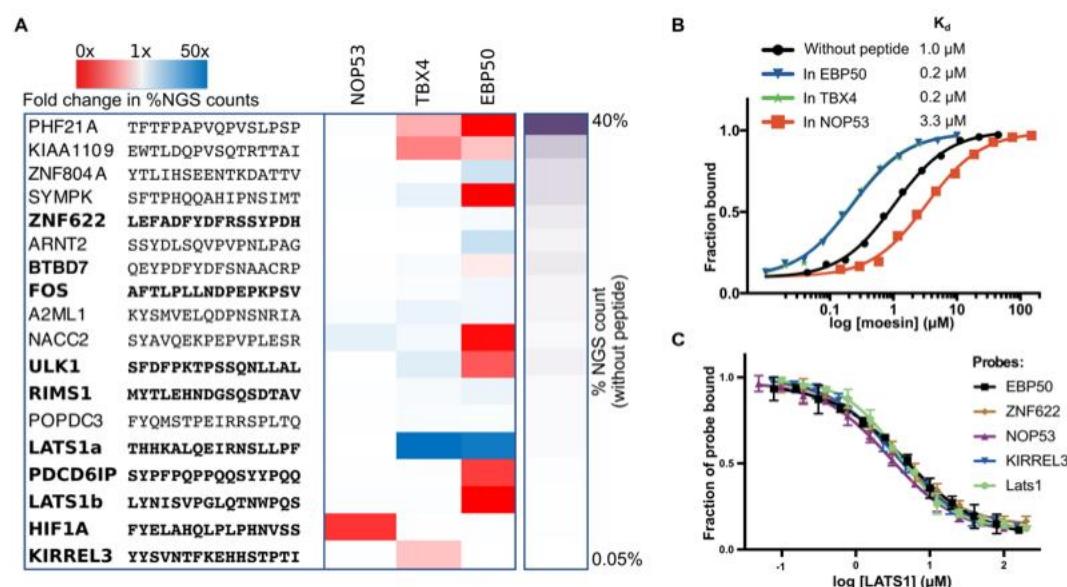 A
0x 1x 50x
Fold change in %NGS counts
NOP53
TBX4
EBP50
PHF21A TFTFPAPVQPVSLPSP
KIAA1109 EWTLDQPVSQTRTTAI
ZNF804A YTLIHSEENTKDATTV
SYMPK SFTPHQQAHIPNSIMT
ZNF622 LEFADFYDFRSSYPDH
ARNT2 SSYDLSQVPVPNLPAG
BTBD7 QEYPDFYDFSNAACRP
FOS AFTLPLLNDPEPKPSV
A2ML1 KYSMVELQDPNSNRIA
NACC2 SYAVQEKPEPVPLESR
ULK1 SFDFPKTPSSQNLLAL
RIMS1 MYTLEHNDGSQSDTAV
POPDC3 FYQMSTPEIRRSPLTQ
LATS1a THHKALQEIRNSLLPF
PDCD6IP SYPFPQPPQQSYYPQQ
LATS1b LYNISVPGLQTNWPQS
HIF1A FYELAHQLPLPHNVSS
KIRREL3 YYSVNTFKEHHSTPTI
40%
% NGS count
(without peptide)
0.05%
B
Kd
Without peptide 1.0 μM
In EBP50 0.2 μM
In TBX4 0.2 μM
In NOP53 3.3 μM
Fraction bound
1.0
0.5
0.0
0.1 1 10 100
log [moesin] (μM)
C
Probes:
EBP50
ZNF622
NOP53
KIRREL3
Lats1
Fraction of probe bound
1.0
0.5
0.0
-1 0 1 2
log [LATS1] (μM)